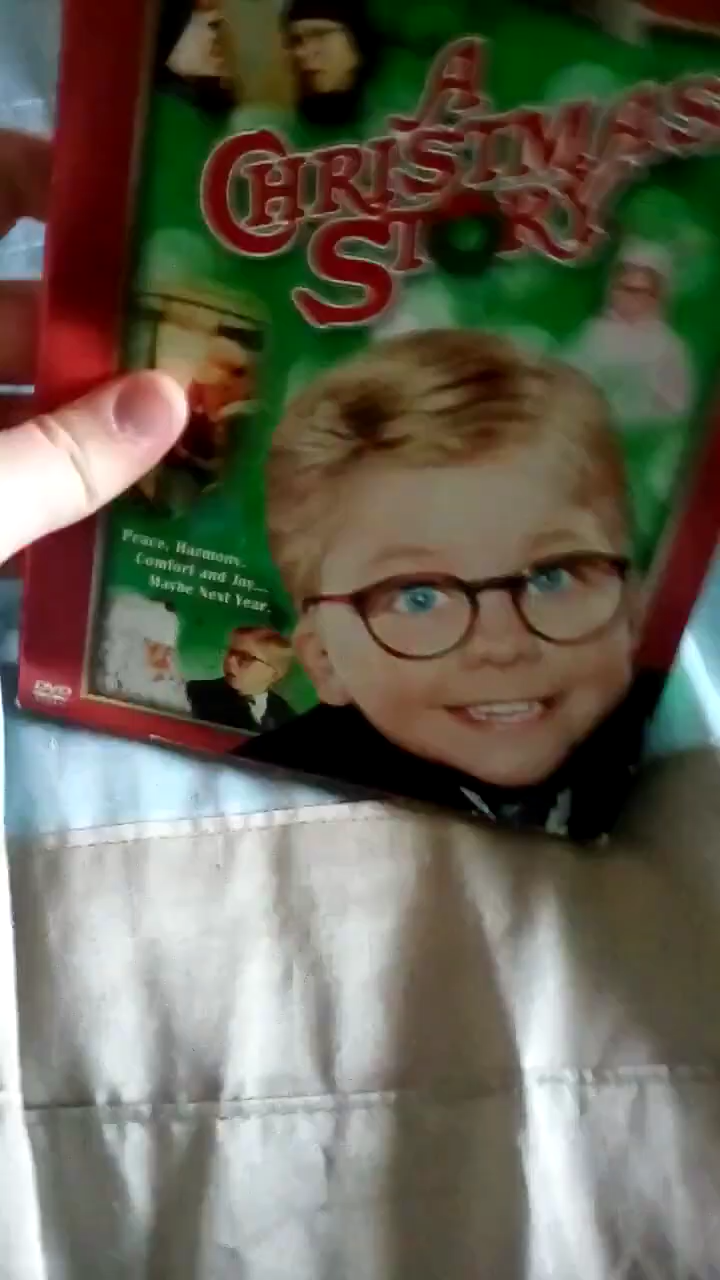 A
CHRISTMAS
STORY
Peace, Harmony,
Comfort and Joy...
Maybe Next Year.
DVD